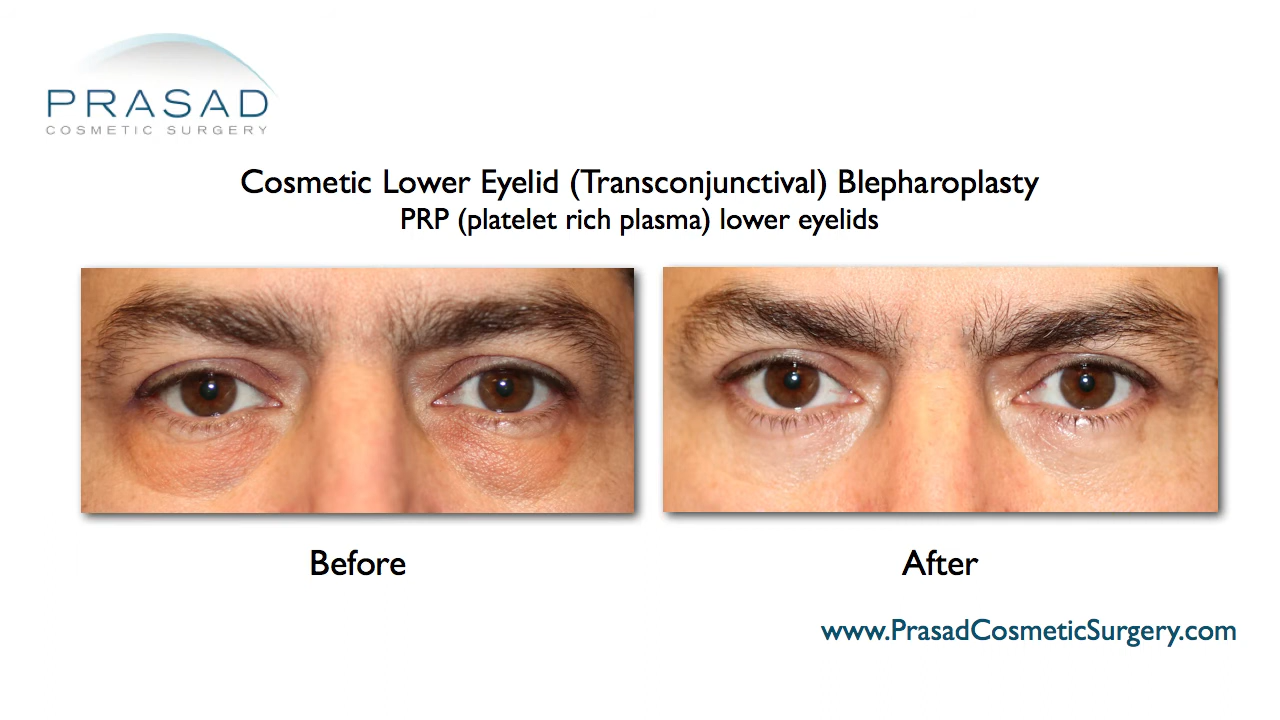 PRASAD
COSMETIC SURGERY
Cosmetic Lower Eyelid (Transconjunctival) Blepharoplasty
PRP (platelet rich plasma) lower eyelids
Before
After
www.PrasadCosmeticSurgery.com